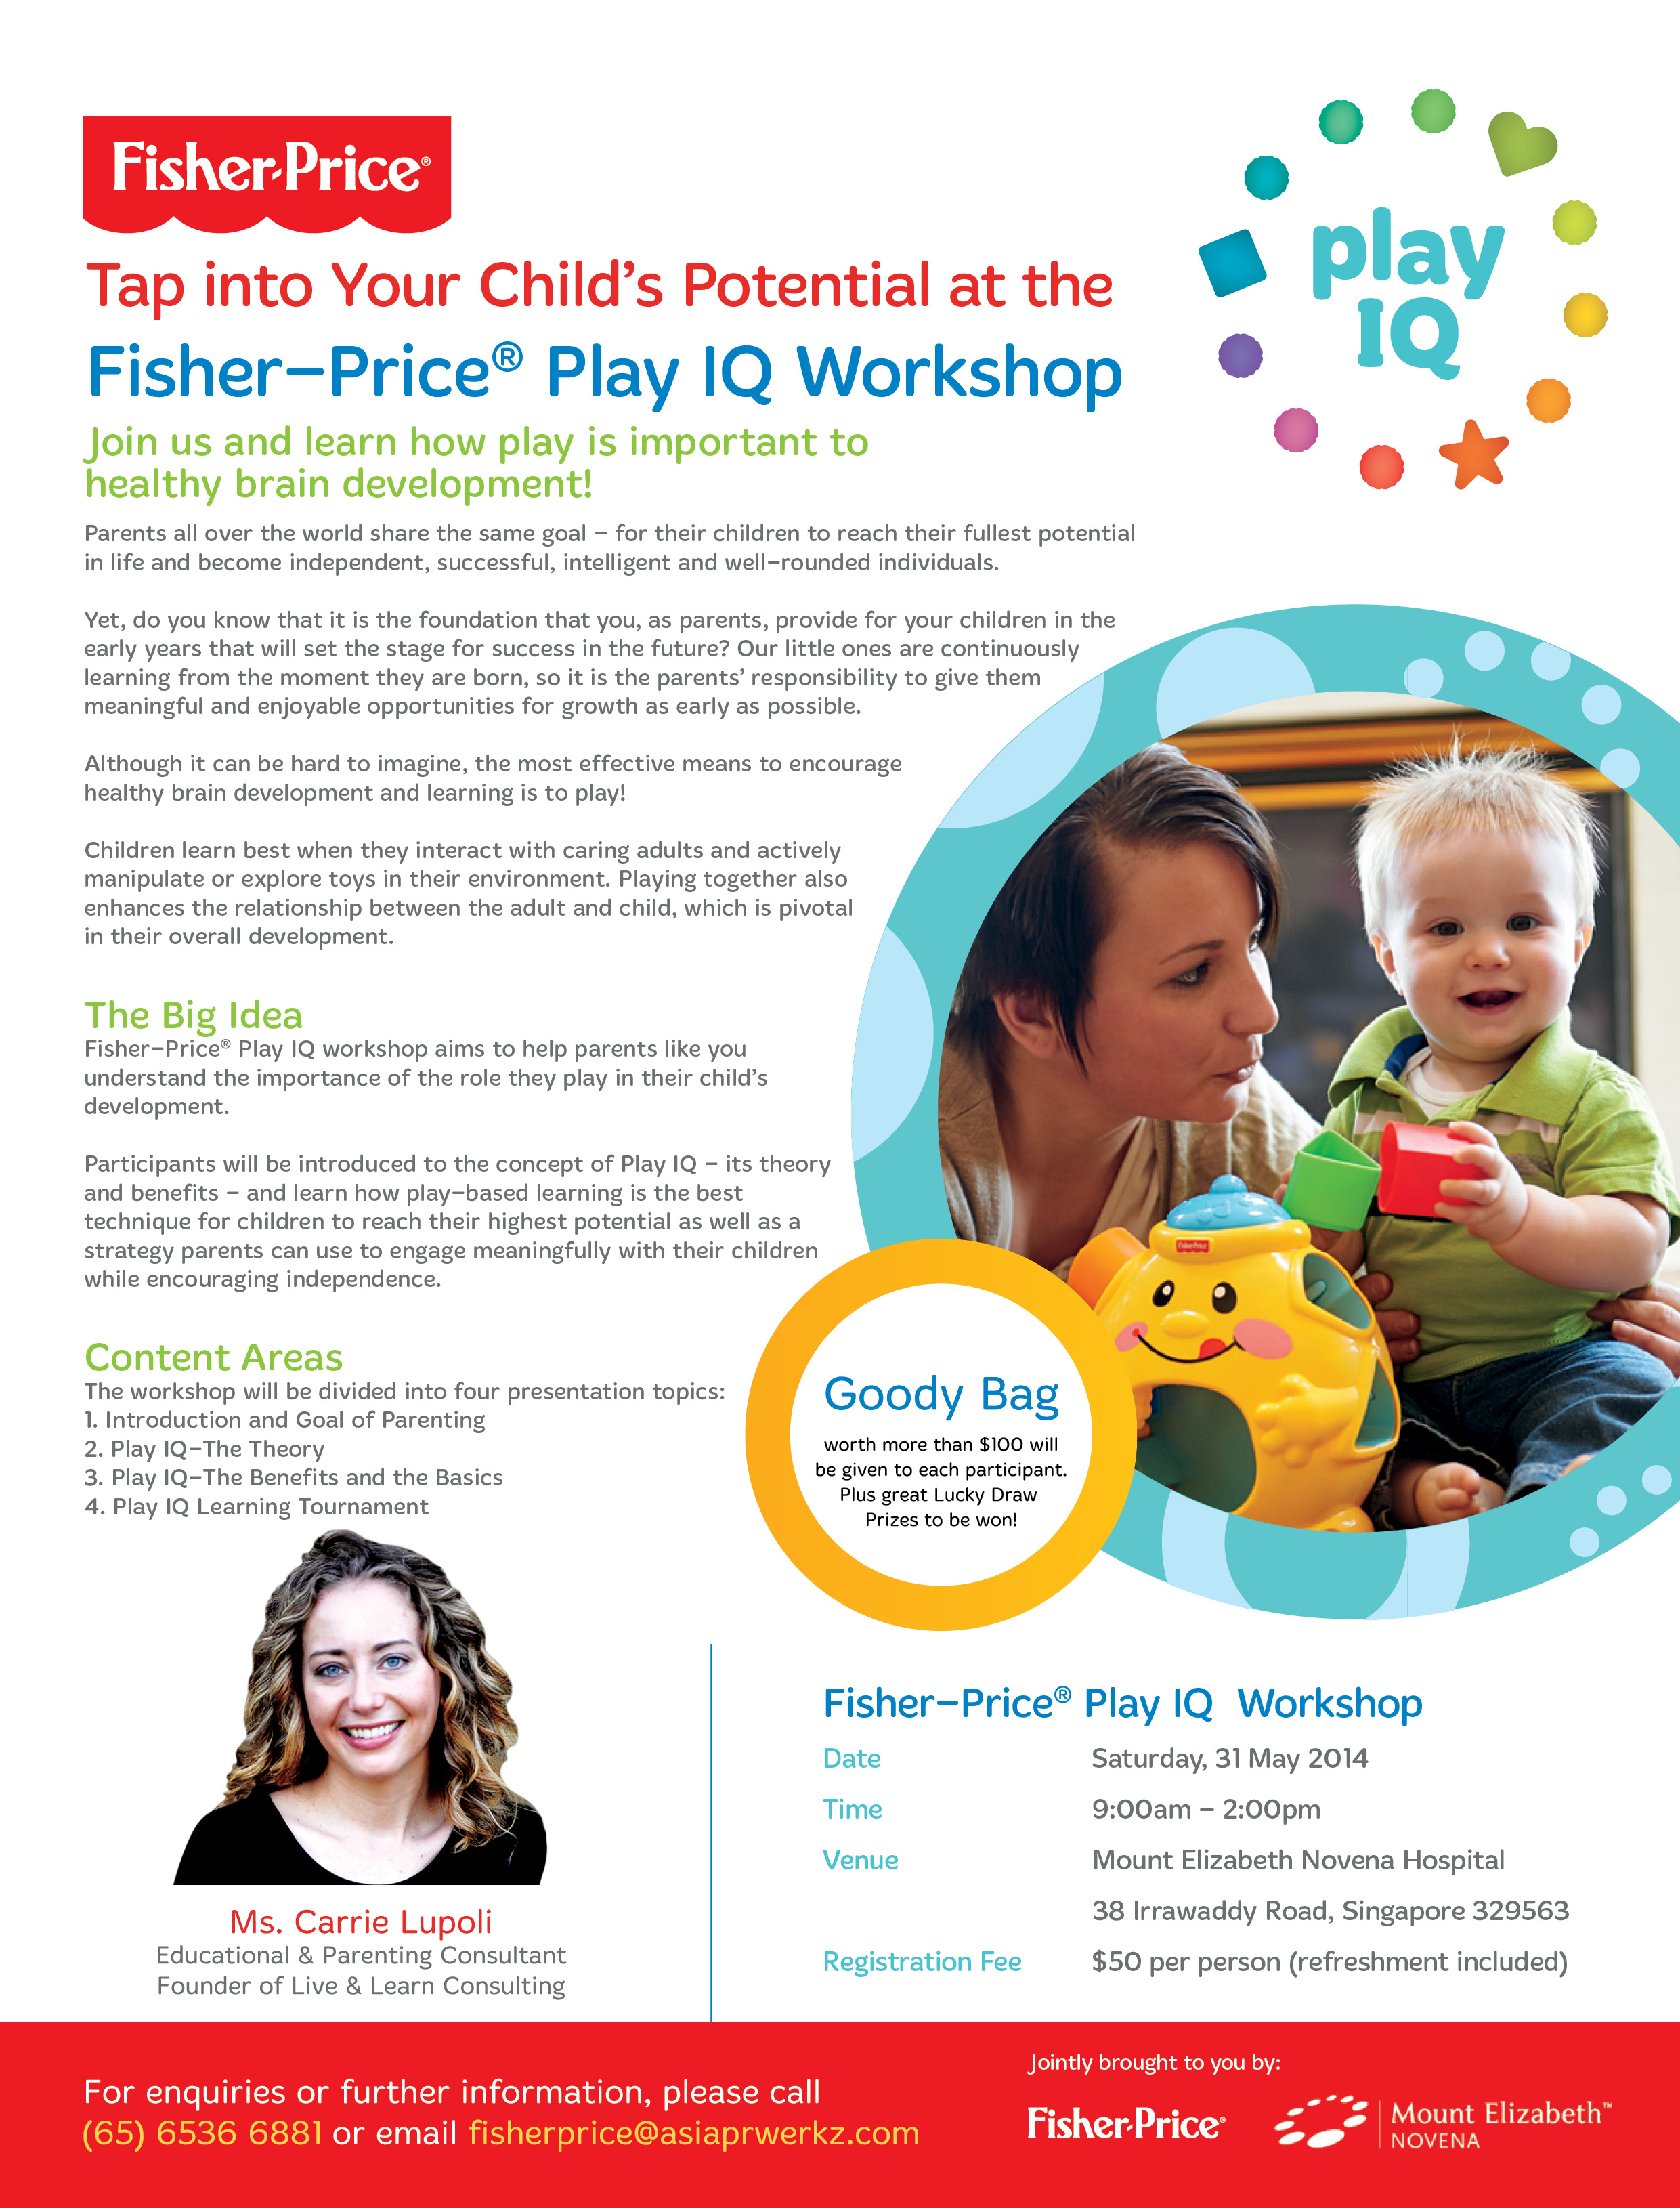 Fisher-Price®
play
IQ
Tap into Your Child's Potential at the
Fisher-Price® Play IQ Workshop
Join us and learn how play is important to
healthy brain development!
Parents all over the world share the same goal – for their children to reach their fullest potential
in life and become independent, successful, intelligent and well-rounded individuals.
Yet, do you know that it is the foundation that you, as parents, provide for your children in the
early years that will set the stage for success in the future? Our little ones are continuously
learning from the moment they are born, so it is the parents' responsibility to give them
meaningful and enjoyable opportunities for growth as early as possible.
Although it can be hard to imagine, the most effective means to encourage
healthy brain development and learning is to play!
Children learn best when they interact with caring adults and actively
manipulate or explore toys in their environment. Playing together also
enhances the relationship between the adult and child, which is pivotal
in their overall development.
The Big Idea
Fisher-Price® Play IQ workshop aims to help parents like you
understand the importance of the role they play in their child's
development.
Participants will be introduced to the concept of Play IQ – its theory
and benefits – and learn how play-based learning is the best
technique for children to reach their highest potential as well as a
strategy parents can use to engage meaningfully with their children
while encouraging independence.
Content Areas
The workshop will be divided into four presentation topics:
1. Introduction and Goal of Parenting
2. Play IQ-The Theory
3. Play IQ-The Benefits and the Basics
4. Play IQ Learning Tournament
Fisher-Price
Goody Bag
worth more than $100 will
be given to each participant.
Plus great Lucky Draw
Prizes to be won!
Ms. Carrie Lupoli
Educational & Parenting Consultant
Founder of Live & Learn Consulting
Fisher-Price® Play IQ Workshop
Date Saturday, 31 May 2014
Time 9:00am – 2:00pm
Venue Mount Elizabeth Novena Hospital
38 Irrawaddy Road, Singapore 329563
Registration Fee $50 per person (refreshment included)
For enquiries or further information, please call
(65) 6536 6881 or email fisherprice@asiaprwerkz.com
Jointly brought to you by:
Fisher-Price®
Mount Elizabeth™
NOVENA